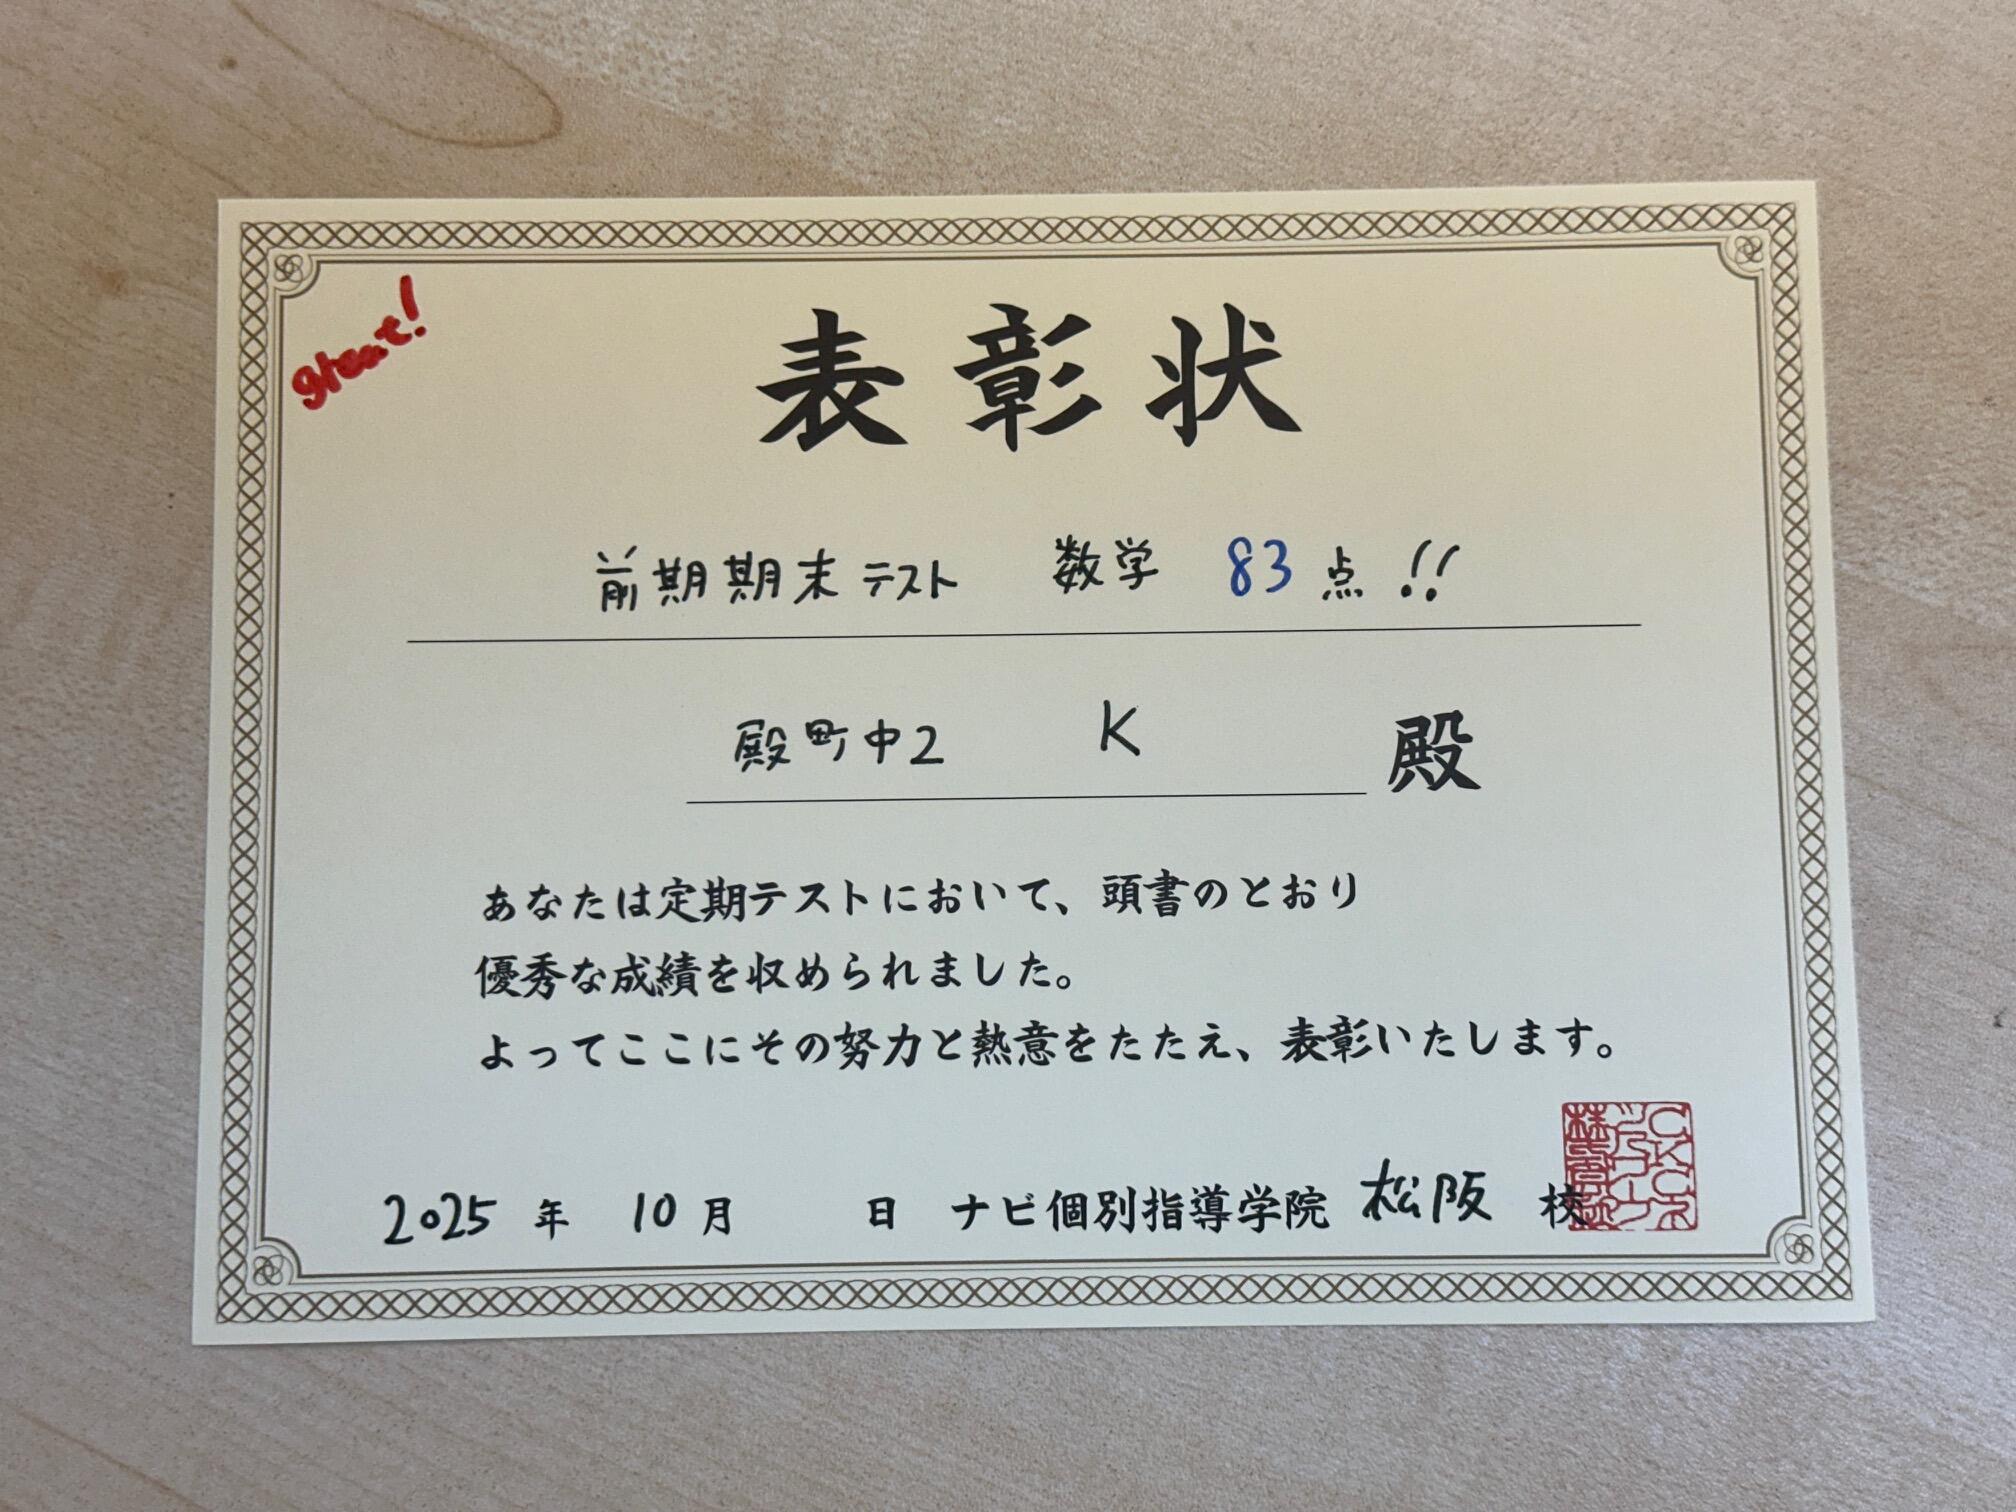 great!
表彰状
前期期末テスト 数学 83点!!
殿町中2 K 殿
あなたは定期テストにおいて、頭書のとおり
優秀な成績を収められました。
よってここにその努力と熱意をたたえ、表彰いたします。
2025年 10月 日 ナビ個別指導学院 松阪 校